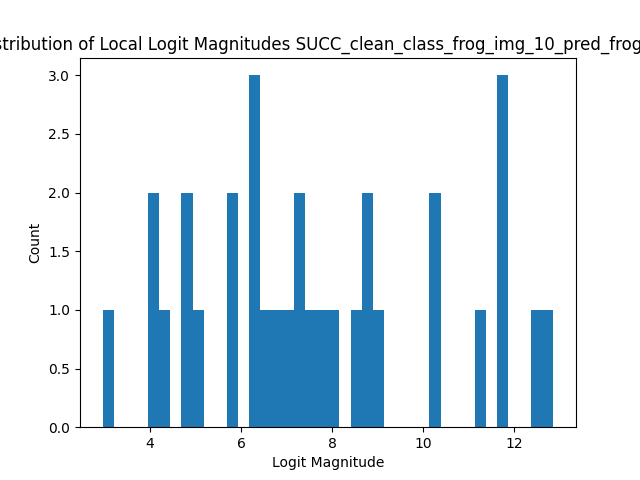 stribution of Local Logit Magnitudes SUCC_clean_class_frog_img_10_pred_frog
3.0
2.5
2.0
1.5
1.0
0.5
0.0
Count
4 6 8 10 12
Logit Magnitude